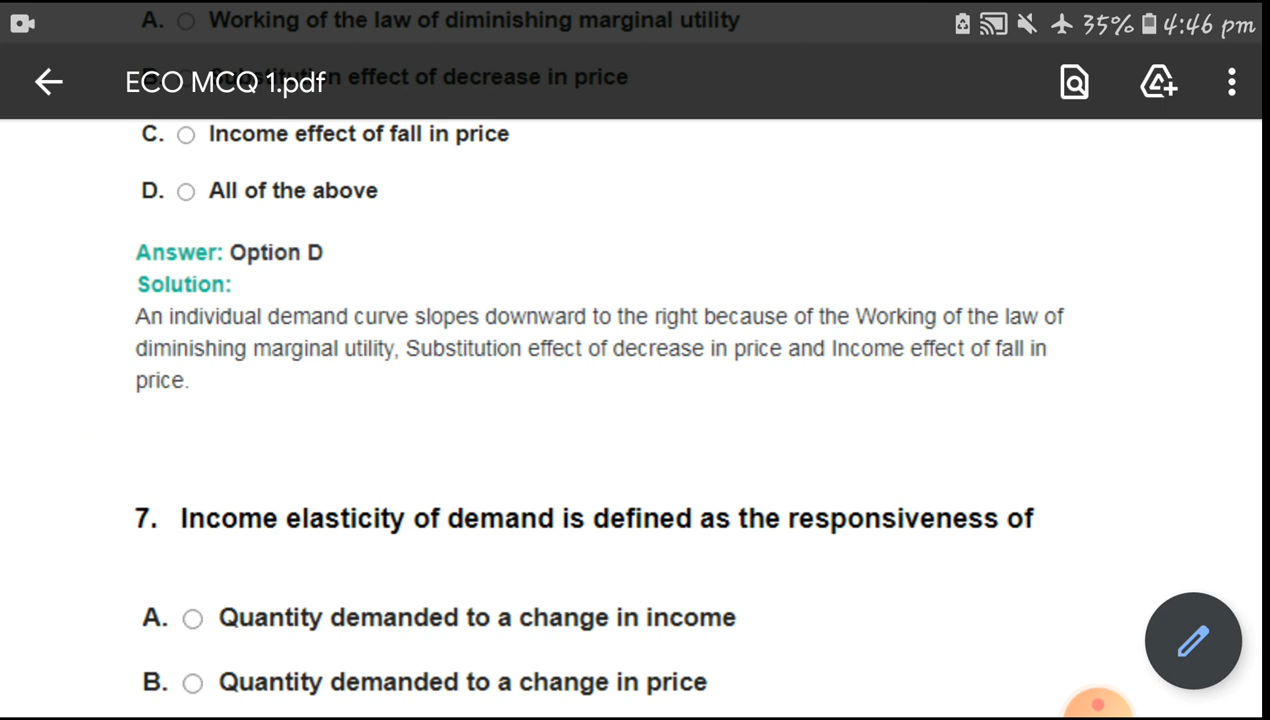 A. Working of the law of diminishing marginal utility
35% 4:46 pm
ECO MCQ 1.pdf
effect of decrease in price
C. Income effect of fall in price
D. All of the above
Answer: Option D
Solution:
An individual demand curve slopes downward to the right because of the Working of the law of
diminishing marginal utility, Substitution effect of decrease in price and Income effect of fall in
price.
7. Income elasticity of demand is defined as the responsiveness of
A. Quantity demanded to a change in income
B. Quantity demanded to a change in price